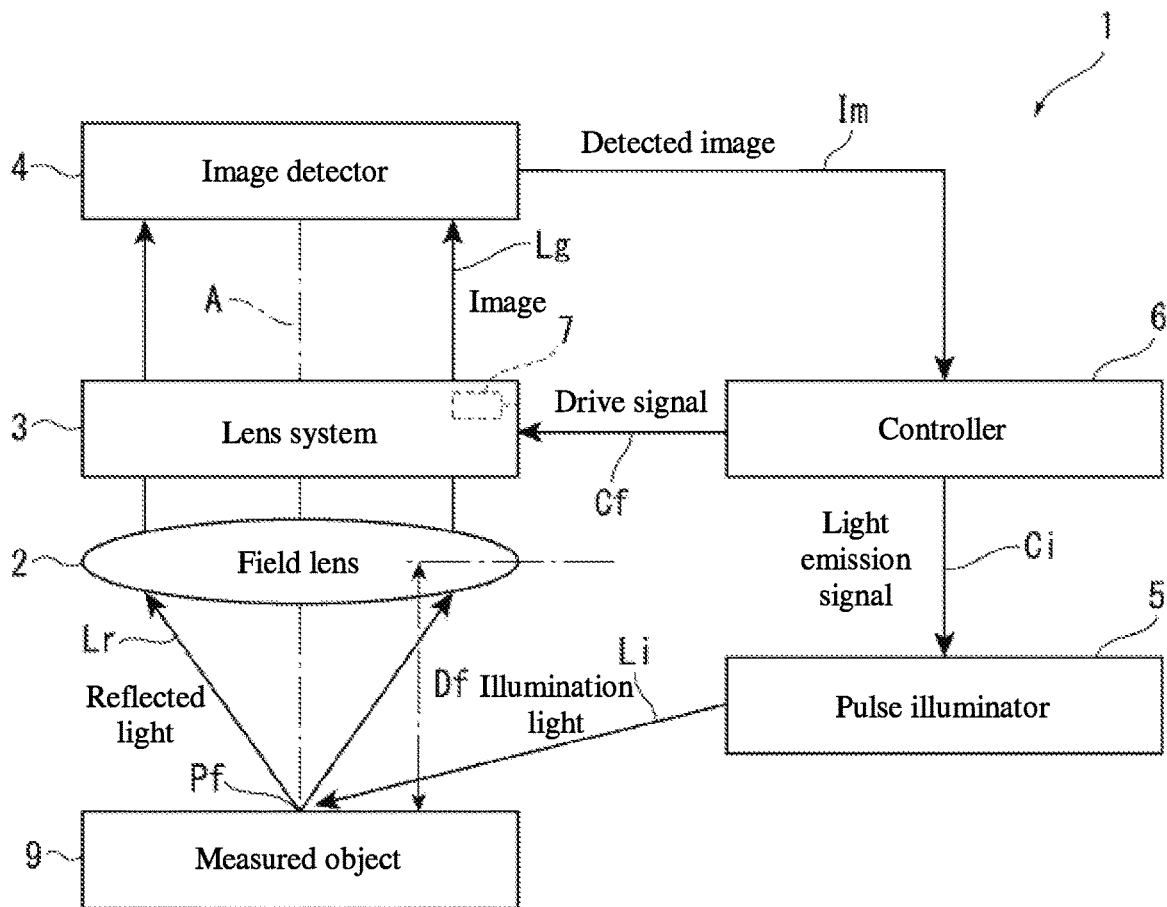 1
Im
Detected image
4
Image detector
Lg
A
Image
7
6
3
Lens system
Drive signal
Controller
Cf
2
Field lens
Light
emission
signal
Ci
5
Lr
Df
Li
Reflected
light
Illumination
light
Pulse illuminator
Pf
9
Measured object